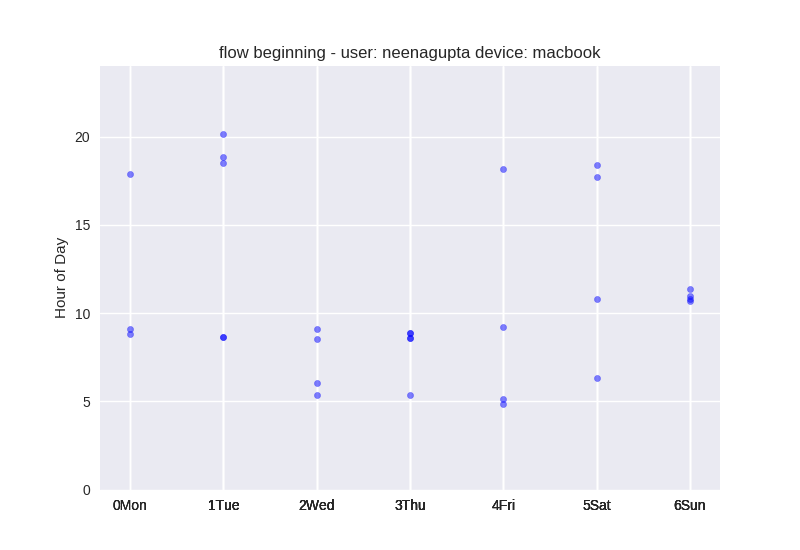 flow beginning - user: neenagupta device: macbook
20
15
10
5
0
Hour of Day
0Mon 1Tue 2Wed 3Thu 4Fri 5Sat 6Sun